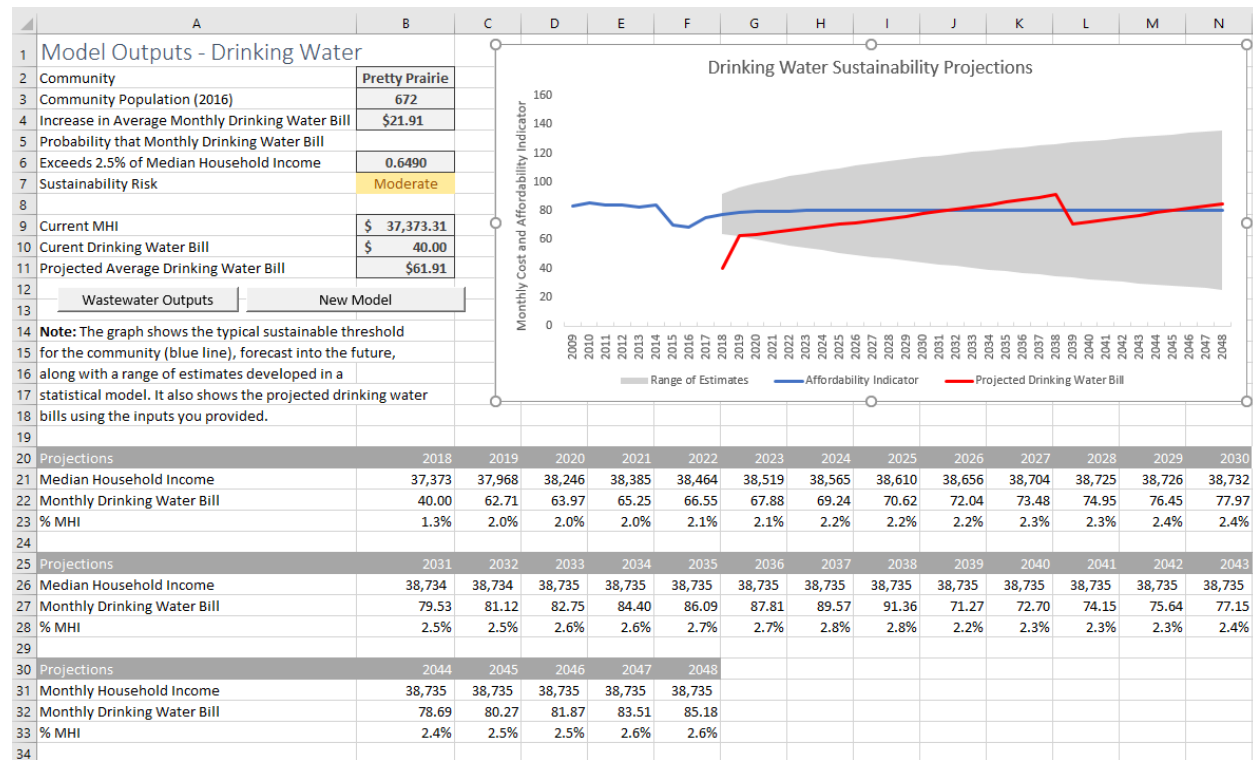 A B C D E F G H I J K L M N
1 Model Outputs - Drinking Water
2 Community Pretty Prairie
3 Community Population (2016) 672
4 Increase in Average Monthly Drinking Water Bill $21.91
5 Probability that Monthly Drinking Water Bill
6 Exceeds 2.5% of Median Household Income 0.6490
7 Sustainability Risk Moderate
8
9 Current MHI $ 37,373.31
10 Curent Drinking Water Bill $ 40.00
11 Projected Average Drinking Water Bill $61.91
12
13
Wastewater Outputs New Model
14 Note: The graph shows the typical sustainable threshold
15 for the community (blue line), forecast into the future,
16 along with a range of estimates developed in a
17 statistical model. It also shows the projected drinking water
18 bills using the inputs you provided.
Drinking Water Sustainability Projections
Monthly Cost and Affordability Indicator
160
140
120
100
80
60
40
20
0
2009 2010 2011 2012 2013 2014 2015 2016 2017 2018 2019 2020 2021 2022 2023 2024 2025 2026 2027 2028 2029 2030 2031 2032 2033 2034 2035 2036 2037 2038 2039 2040 2041 2042 2043 2044 2045 2046 2047 2048
Range of Estimates Affordability Indicator Projected Drinking Water Bill
19
20 Projections 2018 2019 2020 2021 2022 2023 2024 2025 2026 2027 2028 2029 2030
21 Median Household Income 37,373 37,968 38,246 38,385 38,464 38,519 38,565 38,610 38,656 38,704 38,725 38,726 38,732
22 Monthly Drinking Water Bill 40.00 62.71 63.97 65.25 66.55 67.88 69.24 70.62 72.04 73.48 74.95 76.45 77.97
23 % MHI 1.3% 2.0% 2.0% 2.0% 2.1% 2.1% 2.2% 2.2% 2.2% 2.3% 2.3% 2.4% 2.4%
24
25 Projections 2031 2032 2033 2034 2035 2036 2037 2038 2039 2040 2041 2042 2043
26 Median Household Income 38,734 38,734 38,735 38,735 38,735 38,735 38,735 38,735 38,735 38,735 38,735 38,735 38,735
27 Monthly Drinking Water Bill 79.53 81.12 82.75 84.40 86.09 87.81 89.57 91.36 71.27 72.70 74.15 75.64 77.15
28 % MHI 2.5% 2.5% 2.6% 2.6% 2.7% 2.7% 2.8% 2.8% 2.2% 2.3% 2.3% 2.3% 2.4%
29
30 Projections 2044 2045 2046 2047 2048
31 Monthly Household Income 38,735 38,735 38,735 38,735 38,735
32 Monthly Drinking Water Bill 78.69 80.27 81.87 83.51 85.18
33 % MHI 2.4% 2.5% 2.5% 2.6% 2.6%
34